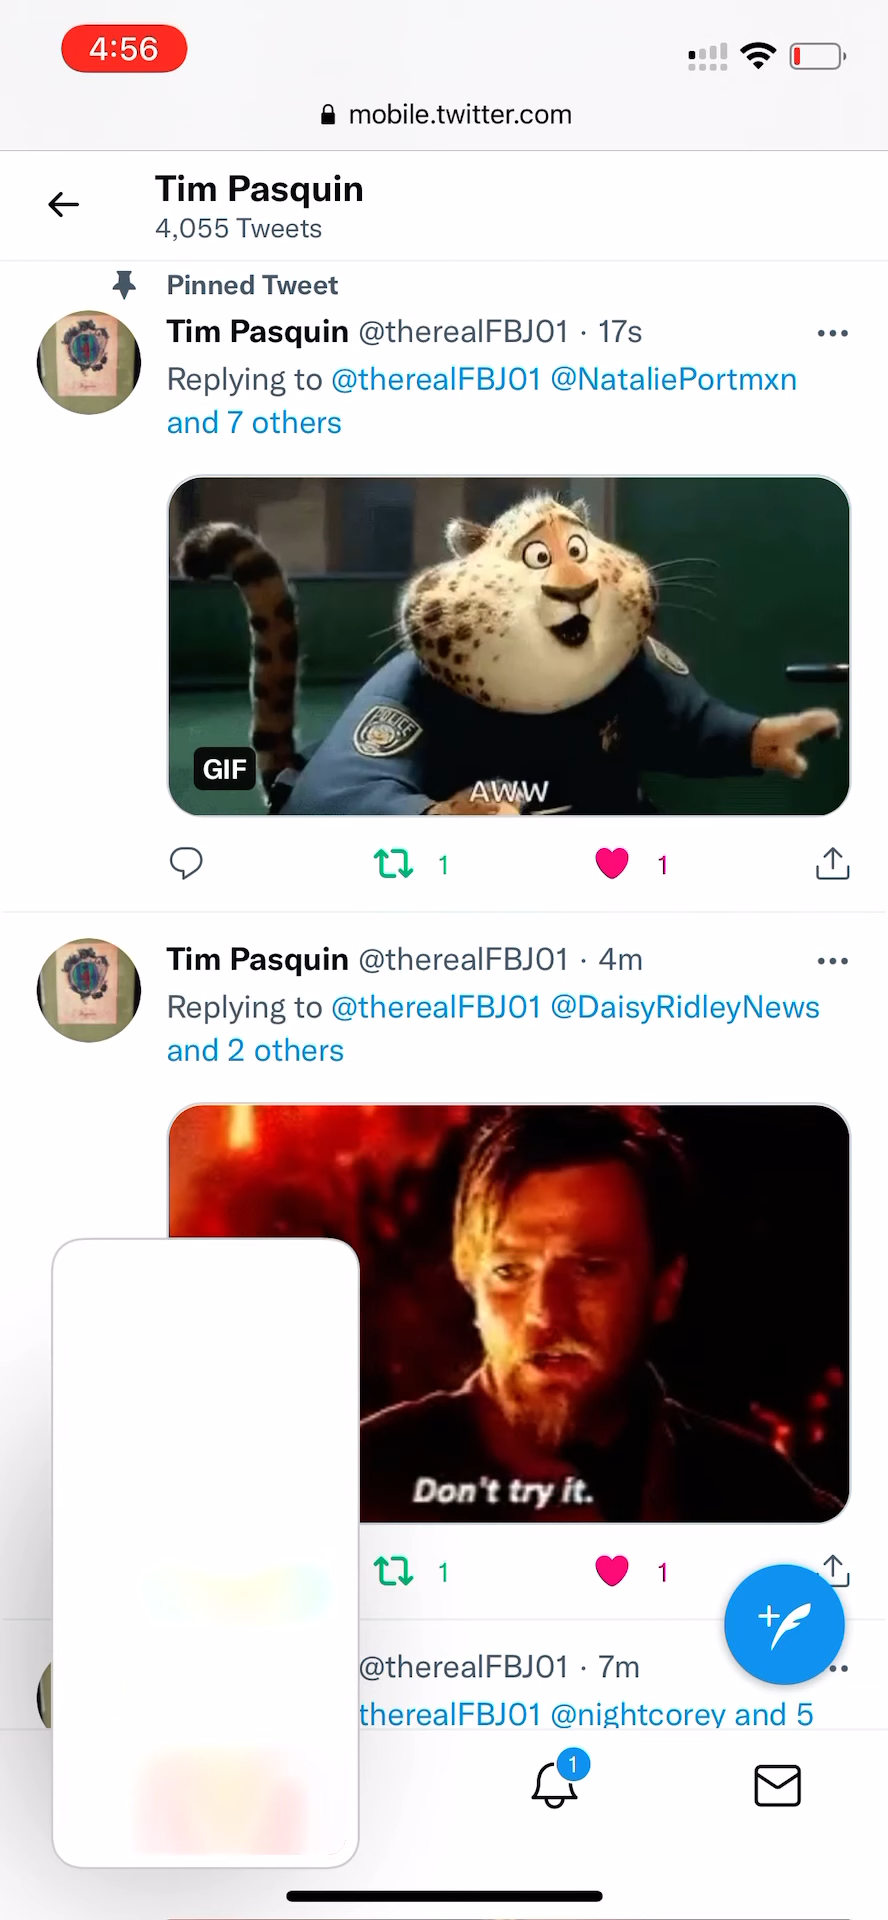 4:56
mobile.twitter.com
Tim Pasquin
4,055 Tweets
Pinned Tweet
Tim Pasquin @therealFBJ01 · 17s
Replying to @therealFBJ01 @NataliePortmxn
and 7 others
POLICE
GIF
AWW
1
1
Tim Pasquin @therealFBJ01 · 4m
Replying to @therealFBJ01 @DaisyRidleyNews
and 2 others
Don't try it.
1
1
@therealFBJ01 · 7m
therealFBJ01 @nightcorey and 5
1